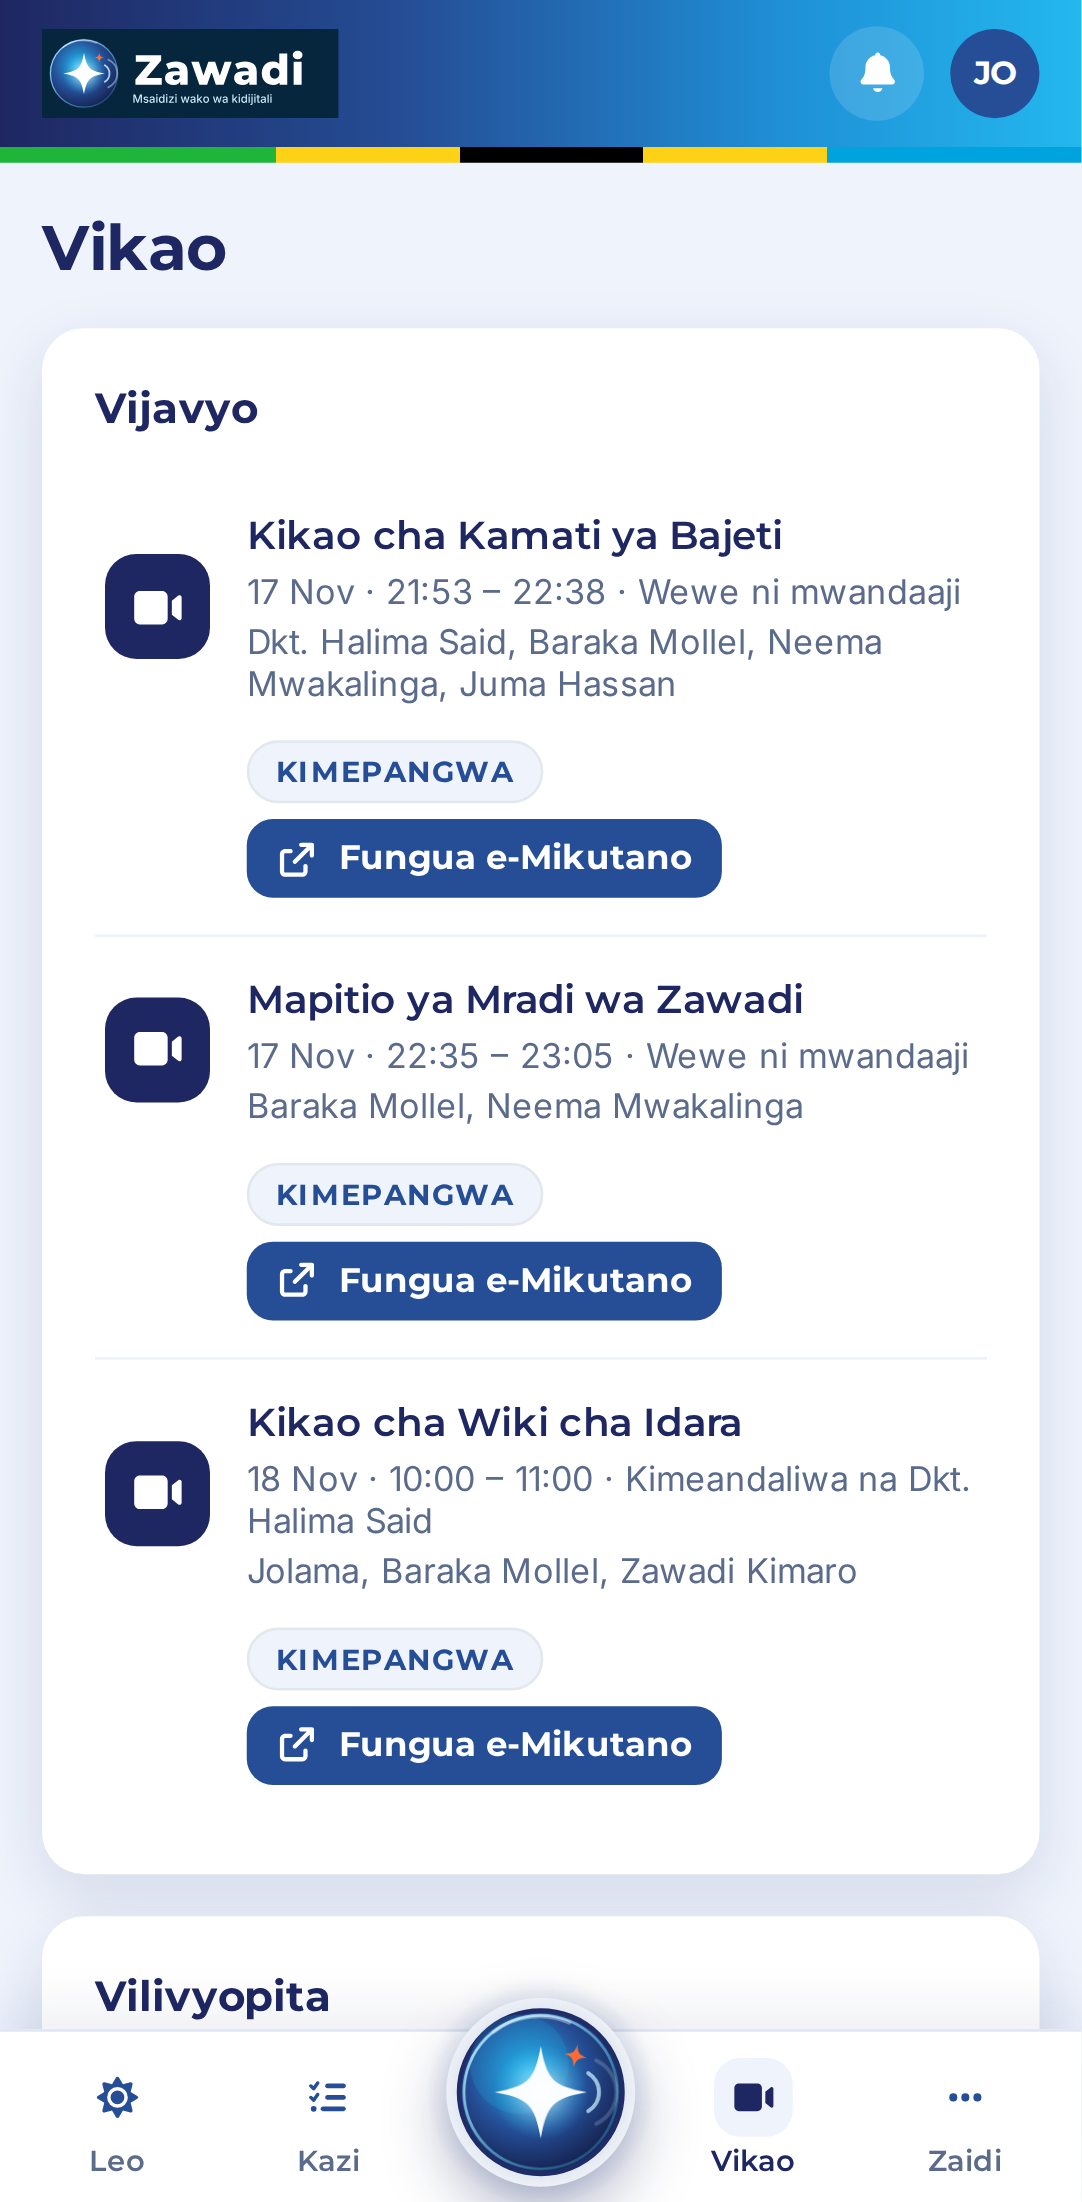 Zawadi
Msaidizi wako wa kidijitali
JO
Vikao
Vijavyo
Kikao cha Kamati ya Bajeti
17 Nov · 21:53 – 22:38 · Wewe ni mwandaaji
Dkt. Halima Said, Baraka Mollel, Neema
Mwakalinga, Juma Hassan
KIMEPANGWA
Fungua e-Mikutano
Mapitio ya Mradi wa Zawadi
17 Nov · 22:35 – 23:05 · Wewe ni mwandaaji
Baraka Mollel, Neema Mwakalinga
KIMEPANGWA
Fungua e-Mikutano
Kikao cha Wiki cha Idara
18 Nov · 10:00 – 11:00 · Kimeandaliwa na Dkt.
Halima Said
Jolama, Baraka Mollel, Zawadi Kimaro
KIMEPANGWA
Fungua e-Mikutano
Vilivyopita
Leo
Kazi
Vikao
Zaidi